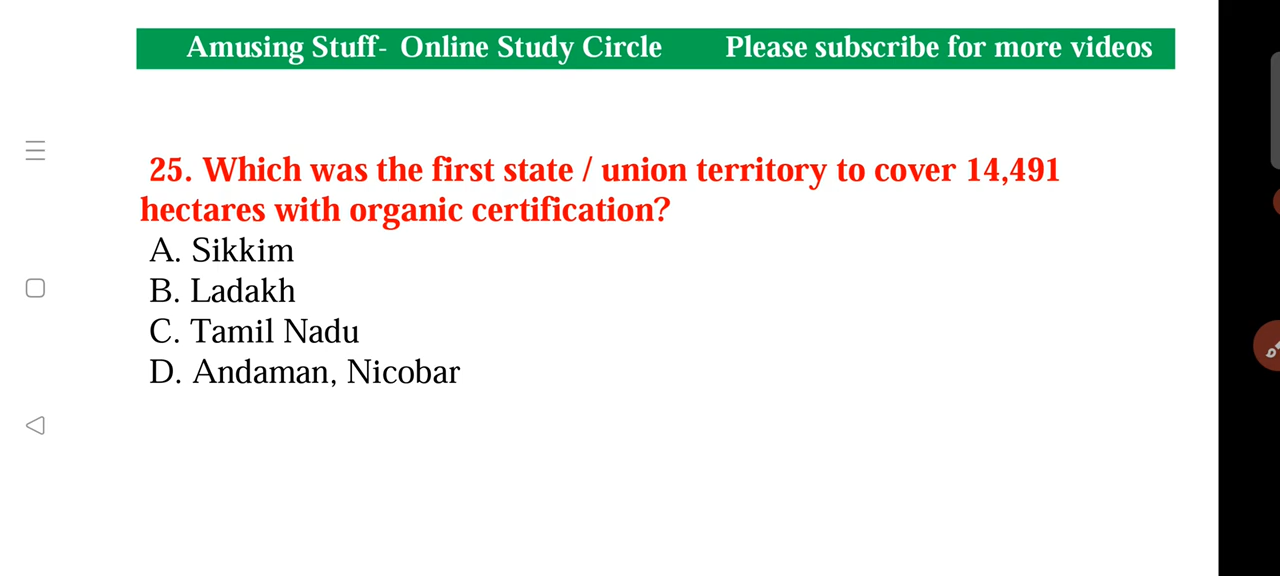 Amusing Stuff- Online Study Circle Please subscribe for more videos
25. Which was the first state / union territory to cover 14,491
hectares with organic certification?
A. Sikkim
B. Ladakh
C. Tamil Nadu
D. Andaman, Nicobar